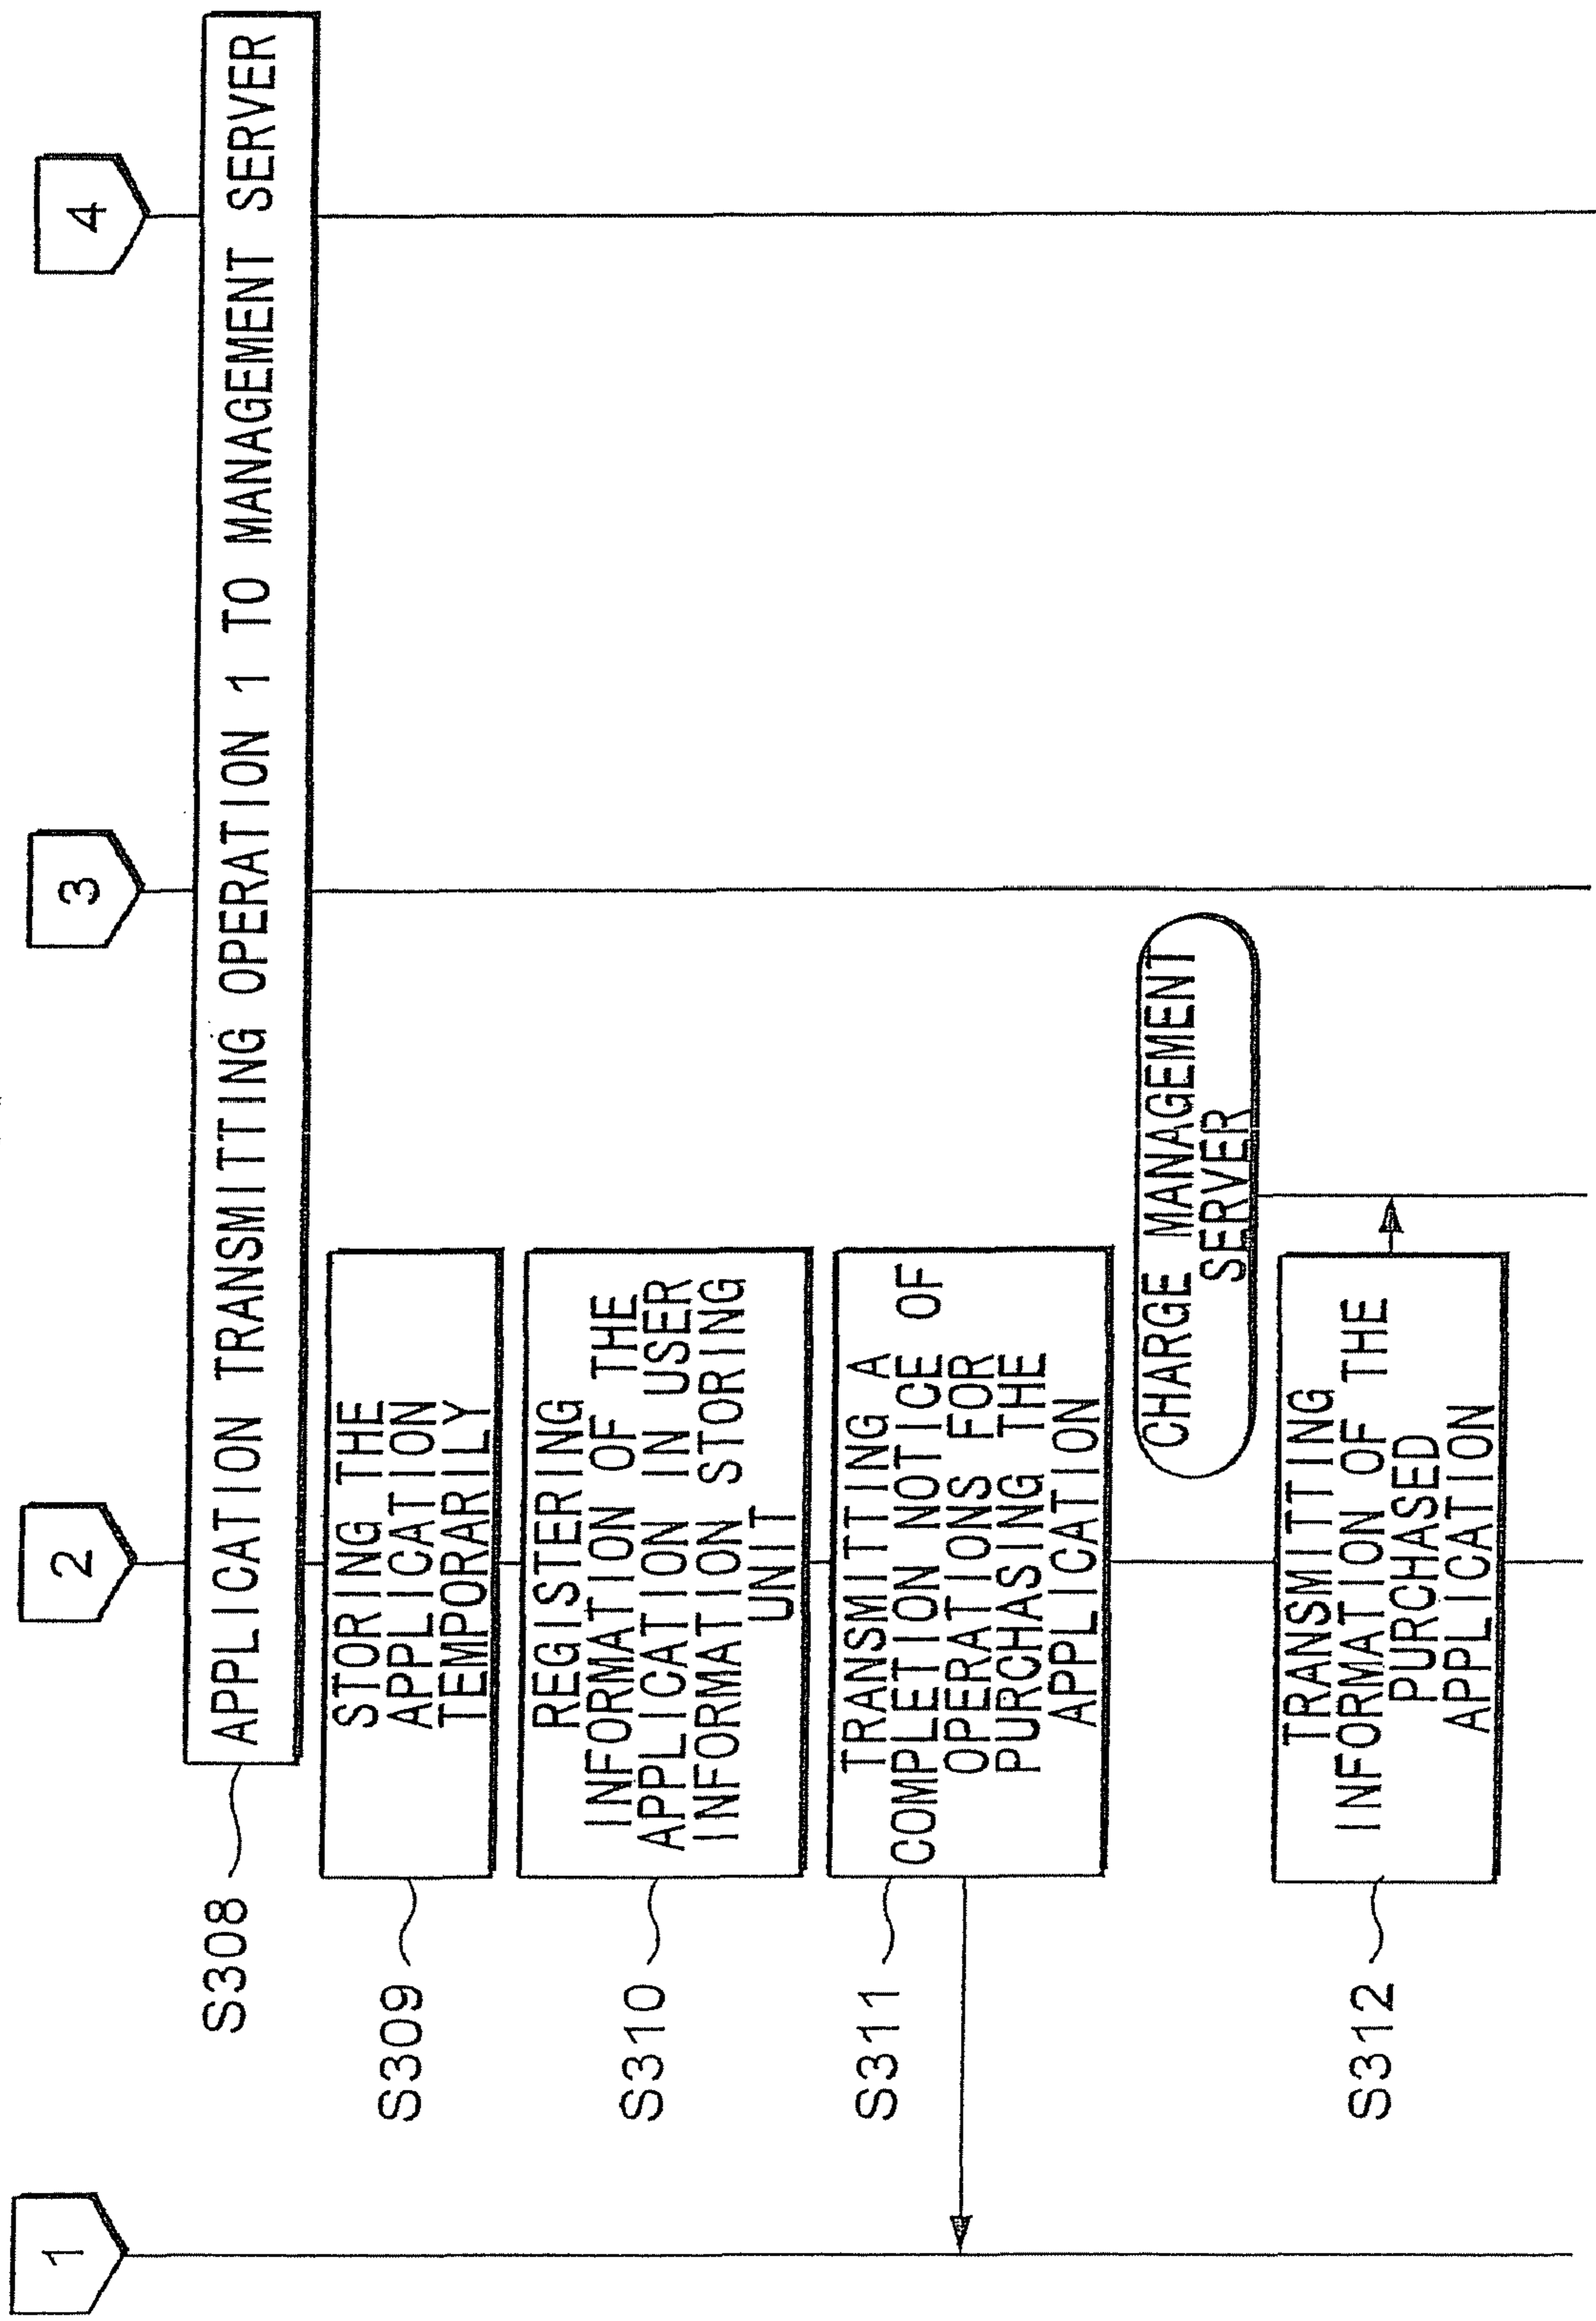 1
2
3
4
S308
APPLICATION TRANSMITTING OPERATION 1 TO MANAGEMENT SERVER
S309
STORING THE
APPLICATION
TEMPORARILY
S310
REGISTERING
INFORMATION OF THE
APPLICATION IN USER
INFORMATION STORING
UNIT
S311
TRANSMITTING A
COMPLETION NOTICE OF
OPERATIONS FOR
PURCHASING THE
APPLICATION
CHARGE MANAGEMENT
SERVER
S312
TRANSMITTING
INFORMATION OF THE
PURCHASED
APPLICATION